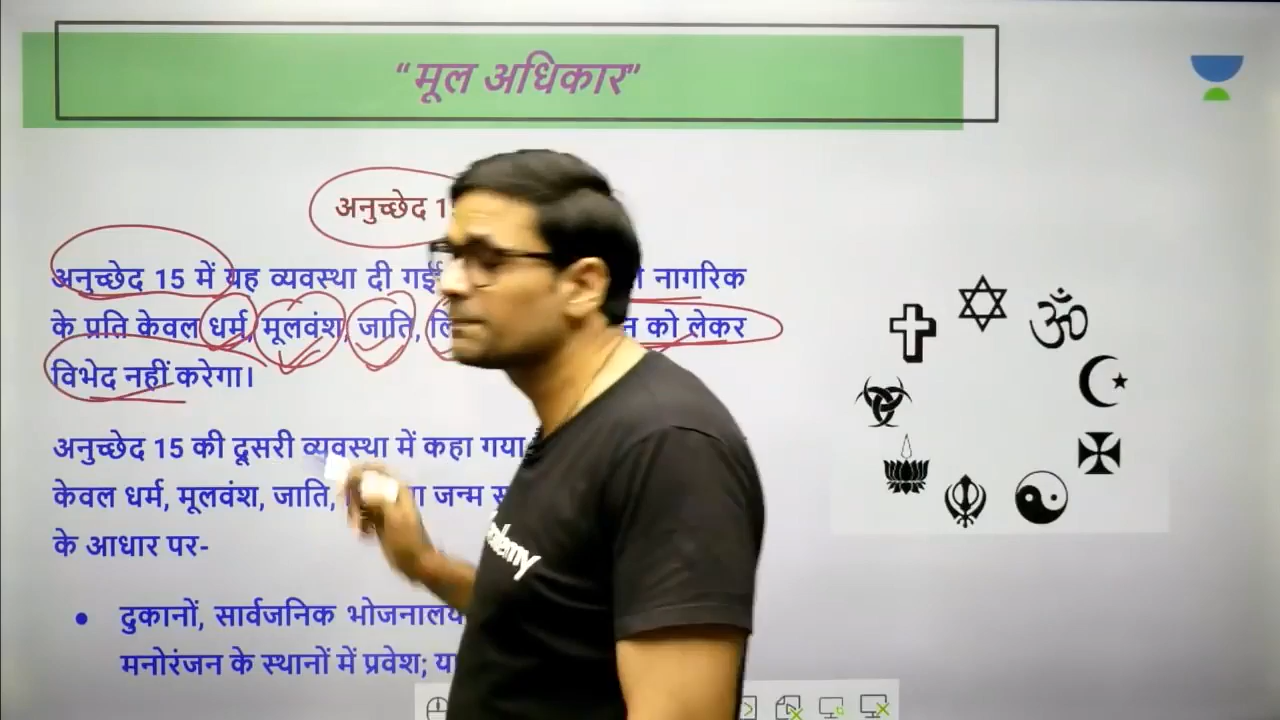 “मूल अधिकार”
अनुच्छेद 1
अनुच्छेद 15 में यह व्यवस्था दी गई नागरिक
के प्रति केवल धर्म, मूलवंश, जाति, को लेकर
विभेद नहीं करेगा।
अनुच्छेद 15 की दूसरी व्यवस्था में कहा गया
केवल धर्म, मूलवंश, जाति, जन्म
के आधार पर-
• दुकानों, सार्वजनिक भोजनालय
मनोरंजन के स्थानों में प्रवेश;